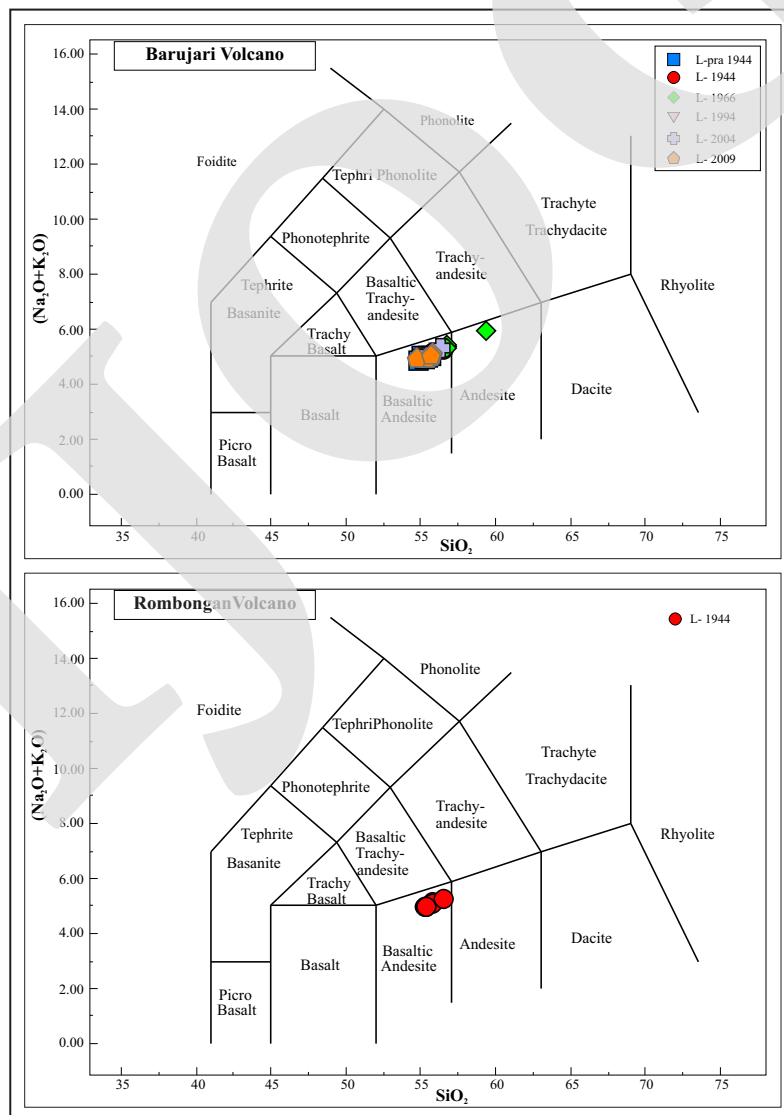 Barujari Volcano
L-pra 1944
L- 1944
L- 1966
L- 1994
L- 2004
L- 2009
(Na₂O+K₂O)
16.00
14.00
12.00
10.00
8.00
6.00
4.00
2.00
0.00
Phonolite
Foidite
Tephri Phonolite
Trachyte
Trachydacite
Phonotephrite
Trachy-
andesite
Rhyolite
Tephrite
Basanite
Basaltic
Trachy-
andesite
Trachy
Basalt
Basalt
Basaltic
Andesite
Andesite
Dacite
Picro
Basalt
35
40
45
50
55
60
65
70
75
SiO₂
Rombongan Volcano
L- 1944
(Na₂O+K₂O)
16.00
14.00
12.00
10.00
8.00
6.00
4.00
2.00
0.00
Phonolite
Foidite
TephriPhonolite
Trachyte
Trachydacite
Phonotephrite
Trachy-
andesite
Rhyolite
Tephrite
Basanite
Basaltic
Trachy-
andesite
Trachy
Basalt
Basalt
Basaltic
Andesite
Andesite
Dacite
Picro
Basalt
35
40
45
50
55
60
65
70
75
SiO₂